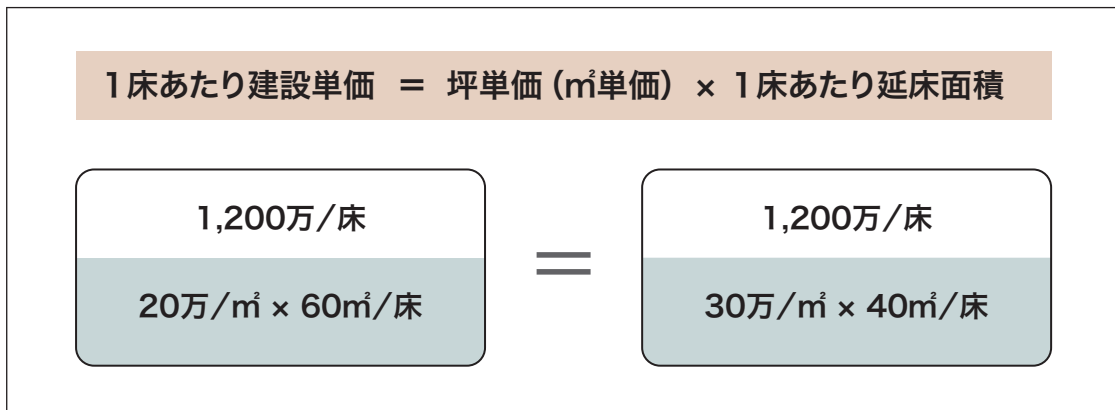 1床あたり建設単価 ＝ 坪単価（㎡単価）× 1床あたり延床面積
1,200万/床
20万/㎡ × 60㎡/床
＝
1,200万/床
30万/㎡ × 40㎡/床